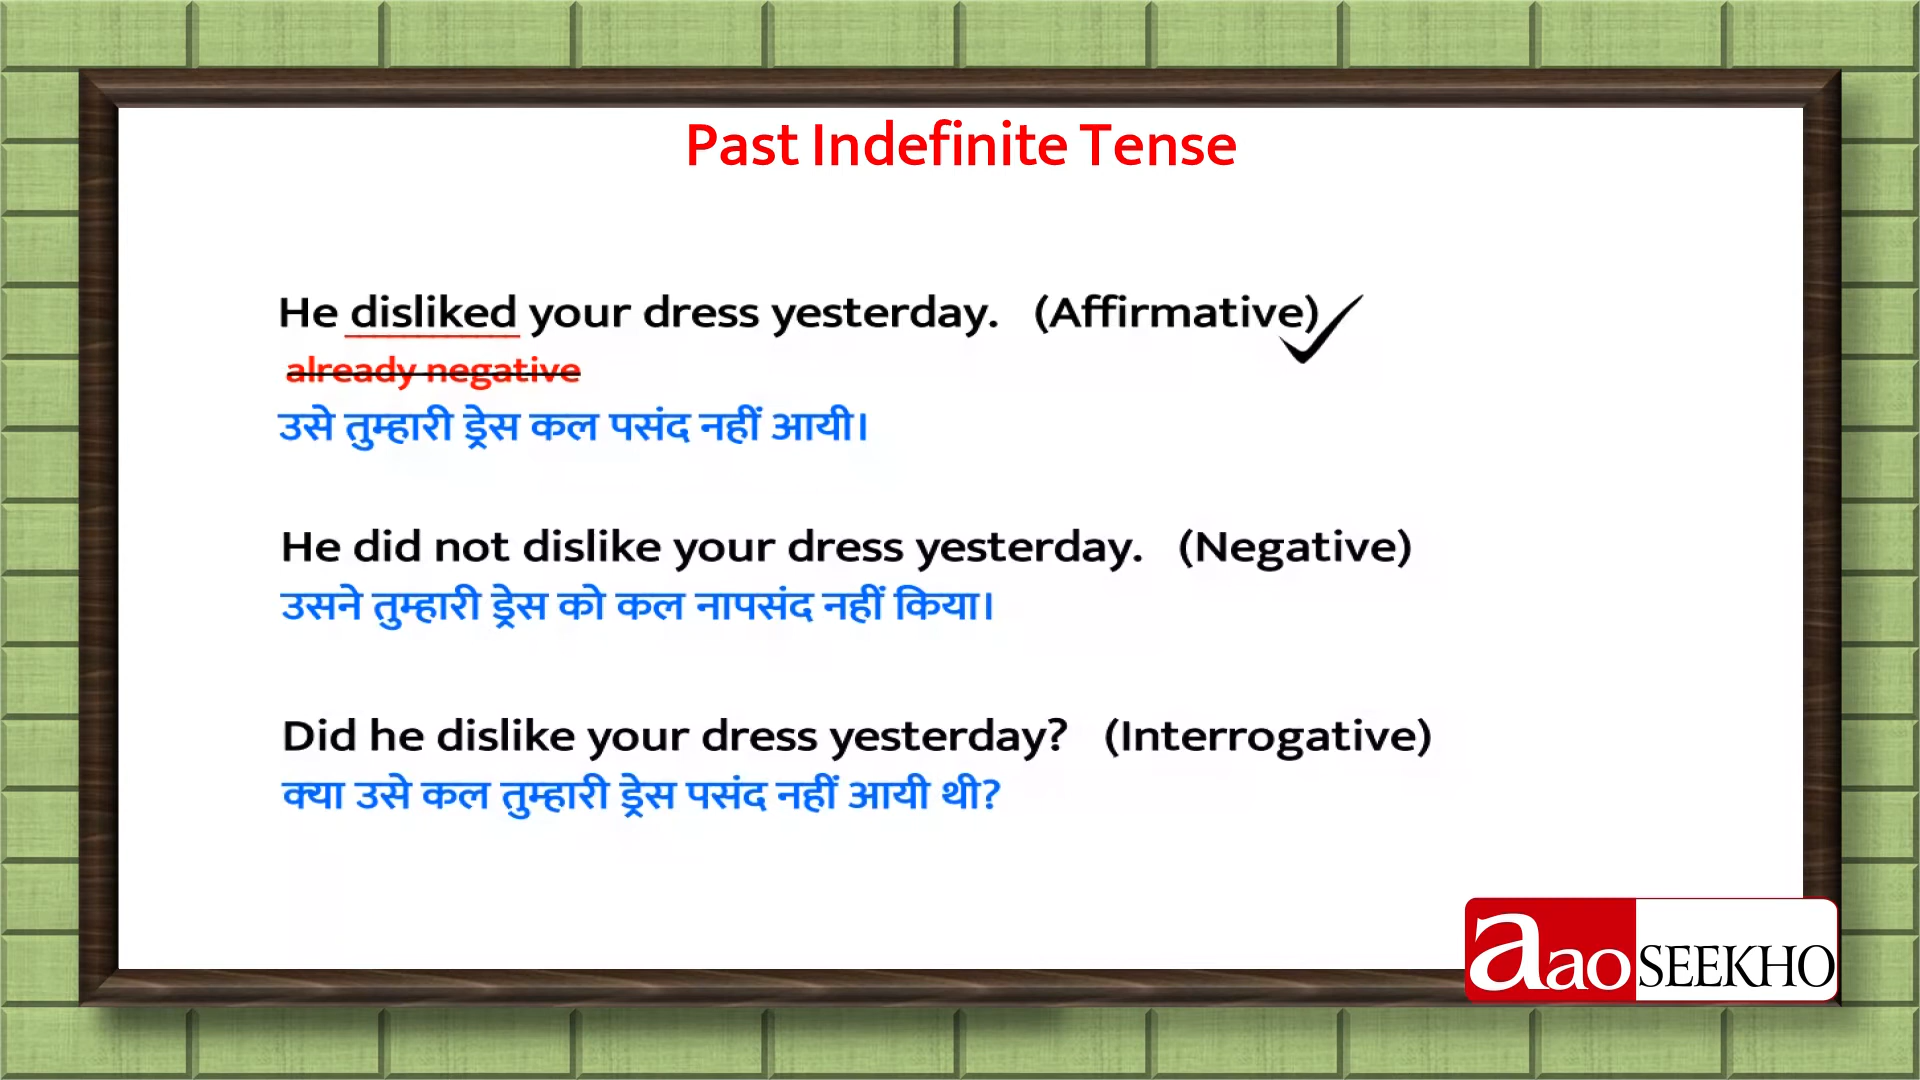 Past Indefinite Tense
He disliked your dress yesterday. (Affirmative)
already negative
उसे तुम्हारी ड्रेस कल पसंद नहीं आयी।
He did not dislike your dress yesterday. (Negative)
उसने तुम्हारी ड्रेस को कल नापसंद नहीं किया।
Did he dislike your dress yesterday? (Interrogative)
क्या उसे कल तुम्हारी ड्रेस पसंद नहीं आयी थी?
aao SEEKHO